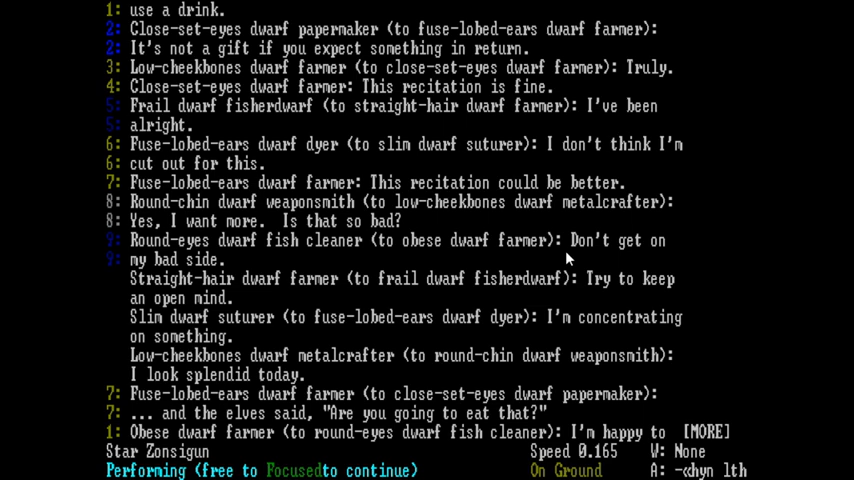 1: use a drink.
2: Close-set-eyes dwarf papermaker (to fuse-lobed-ears dwarf farmer):
2: It's not a gift if you expect something in return.
3: Low-cheekbones dwarf farmer (to close-set-eyes dwarf farmer): Truly.
4: Close-set-eyes dwarf farmer: This recitation is fine.
5: Frail dwarf fisherdwarf (to straight-hair dwarf farmer): I've been
5: alright.
6: Fuse-lobed-ears dwarf dyer (to slim dwarf suturer): I don't think I'm
6: cut out for this.
7: Fuse-lobed-ears dwarf farmer: This recitation could be better.
8: Round-chin dwarf weaponsmith (to low-cheekbones dwarf metalcrafter):
8: Yes, I want more. Is that so bad?
9: Round-eyes dwarf fish cleaner (to obese dwarf farmer): Don't get on
9: my bad side.
Straight-hair dwarf farmer (to frail dwarf fisherdwarf): Try to keep
an open mind.
Slim dwarf suturer (to fuse-lobed-ears dwarf dyer): I'm concentrating
on something.
Low-cheekbones dwarf metalcrafter (to round-chin dwarf weaponsmith):
I look splendid today.
7: Fuse-lobed-ears dwarf farmer (to close-set-eyes dwarf papermaker):
7: ... and the elves said, "Are you going to eat that?"
1: Obese dwarf farmer (to round-eyes dwarf fish cleaner): I'm happy to [MORE]
Star Zonsigun Speed 0.165 W: None
Performing (free to Focusedto continue) On Ground A: -«hyn lth